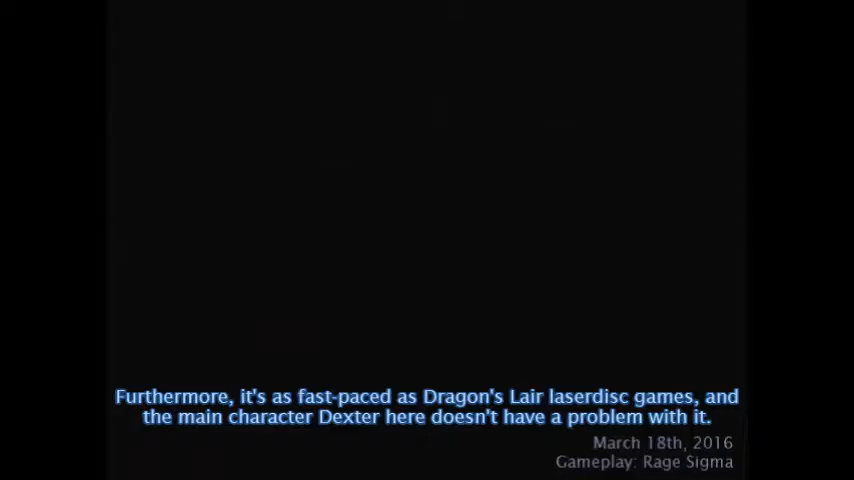 Furthermore, it's as fast-paced as Dragon's Lair laserdisc games, and
the main character Dexter here doesn't have a problem with it.
March 18th, 2016
Gameplay: Rage Sigma